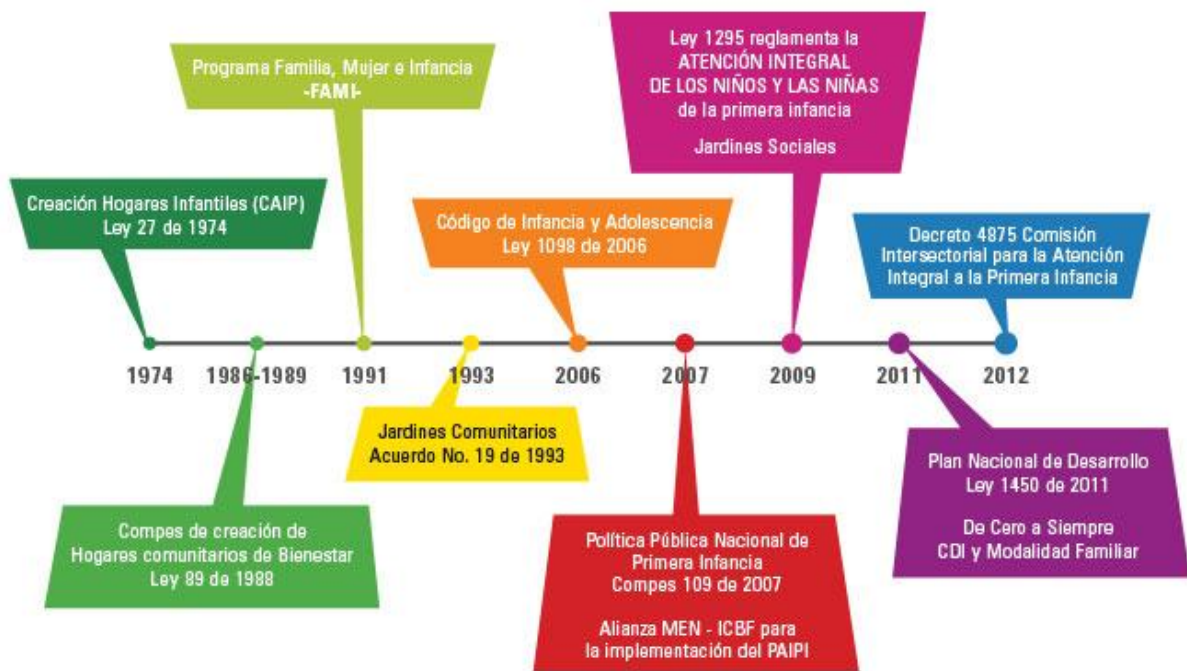 Creación Hogares Infantiles (CAIP)
Ley 27 de 1974
Programa Familia, Mujer e Infancia
-FAMI-
Código de Infancia y Adolescencia
Ley 1098 de 2006
Ley 1295 reglamenta la
ATENCIÓN INTEGRAL
DE LOS NIÑOS Y LAS NIÑAS
de la primera infancia
Jardines Sociales
Decreto 4875 Comisión
Intersectorial para la Atención
Integral a la Primera Infancia
1974
1986-1989
1991
1993
2006
2007
2009
2011
2012
Compes de creación de
Hogares comunitarios de Bienestar
Ley 89 de 1988
Jardines Comunitarios
Acuerdo No. 19 de 1993
Política Pública Nacional de
Primera Infancia
Compes 109 de 2007
Alianza MEN - ICBF para
la implementación del PAIPI
Plan Nacional de Desarrollo
Ley 1450 de 2011
De Cero a Siempre
CDI y Modalidad Familiar